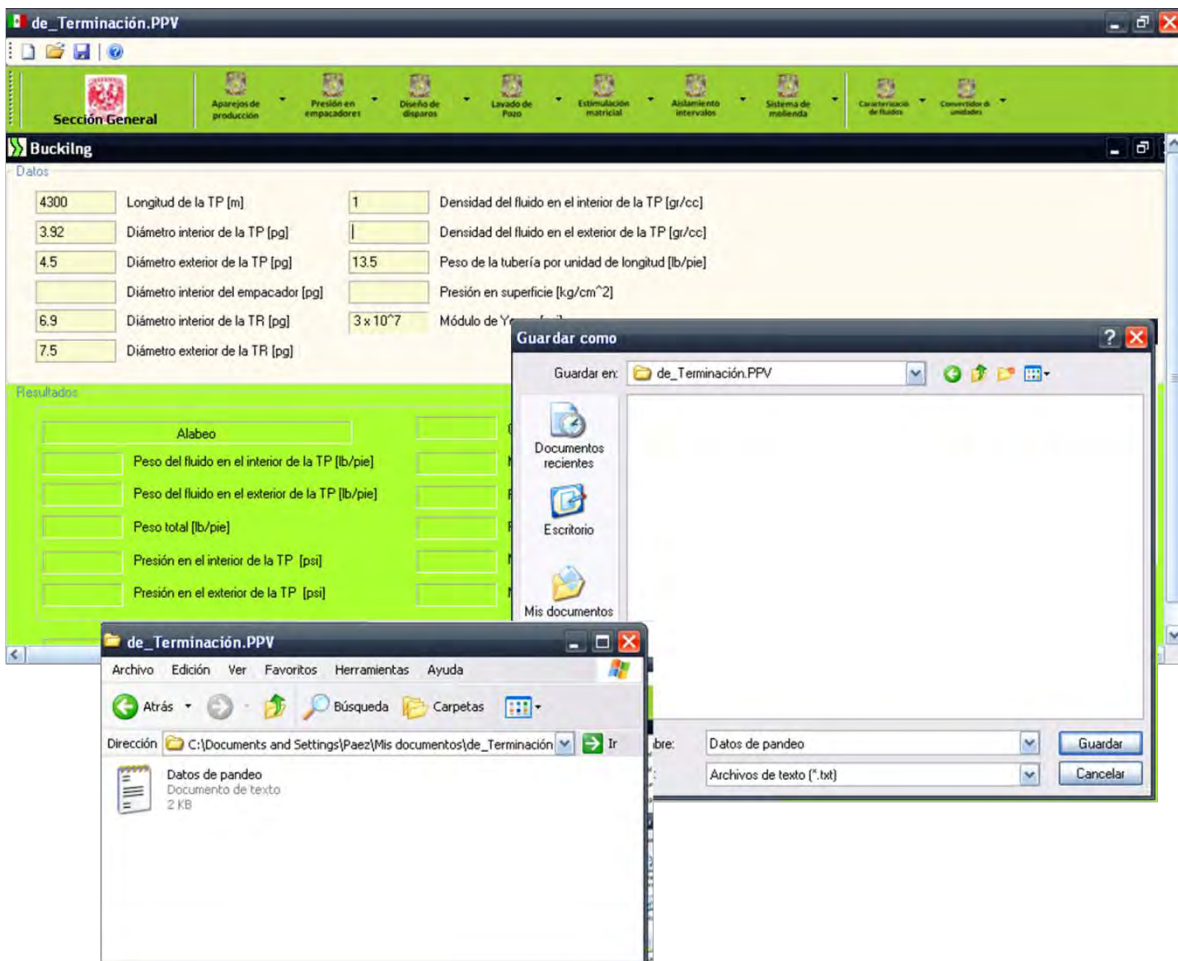 de_Terminación.PPV
Sección General
Aparejos de producción
Presión en empacadores
Diseño de disparos
Lavado de Pozo
Estimulación matricial
Aislamiento intervalos
Sistema de molienda
Caracterizació de fluidos
Convertidor de unidades
Buckilng
Datos
4300 Longitud de la TP [m] 1 Densidad del fluido en el interior de la TP [gr/cc]
3.92 Diámetro interior de la TP [pg] Densidad del fluido en el exterior de la TP [gr/cc]
4.5 Diámetro exterior de la TP [pg] 13.5 Peso de la tubería por unidad de longitud [lb/pie]
Diámetro interior del empacador [pg] Presión en superficie [kg/cm^2]
6.9 Diámetro interior de la TR [pg] 3 x 10^7 Módulo de
7.5 Diámetro exterior de la TR [pg]
Resultados
Alabeo
Peso del fluido en el interior de la TP [lb/pie]
Peso del fluido en el exterior de la TP [lb/pie]
Peso total [lb/pie]
Presión en el interior de la TP [psi]
Presión en el exterior de la TP [psi]
Guardar como
Guardar en: de_Terminación.PPV
Documentos recientes
Escritorio
Mis documentos
bre: Datos de pandeo Guardar
Archivos de texto (*.txt) Cancelar
de_Terminación.PPV
Archivo Edición Ver Favoritos Herramientas Ayuda
Atrás Búsqueda Carpetas
Dirección C:\Documents and Settings\Paez\Mis documentos\de_Terminación Ir
Datos de pandeo
Documento de texto
2 KB